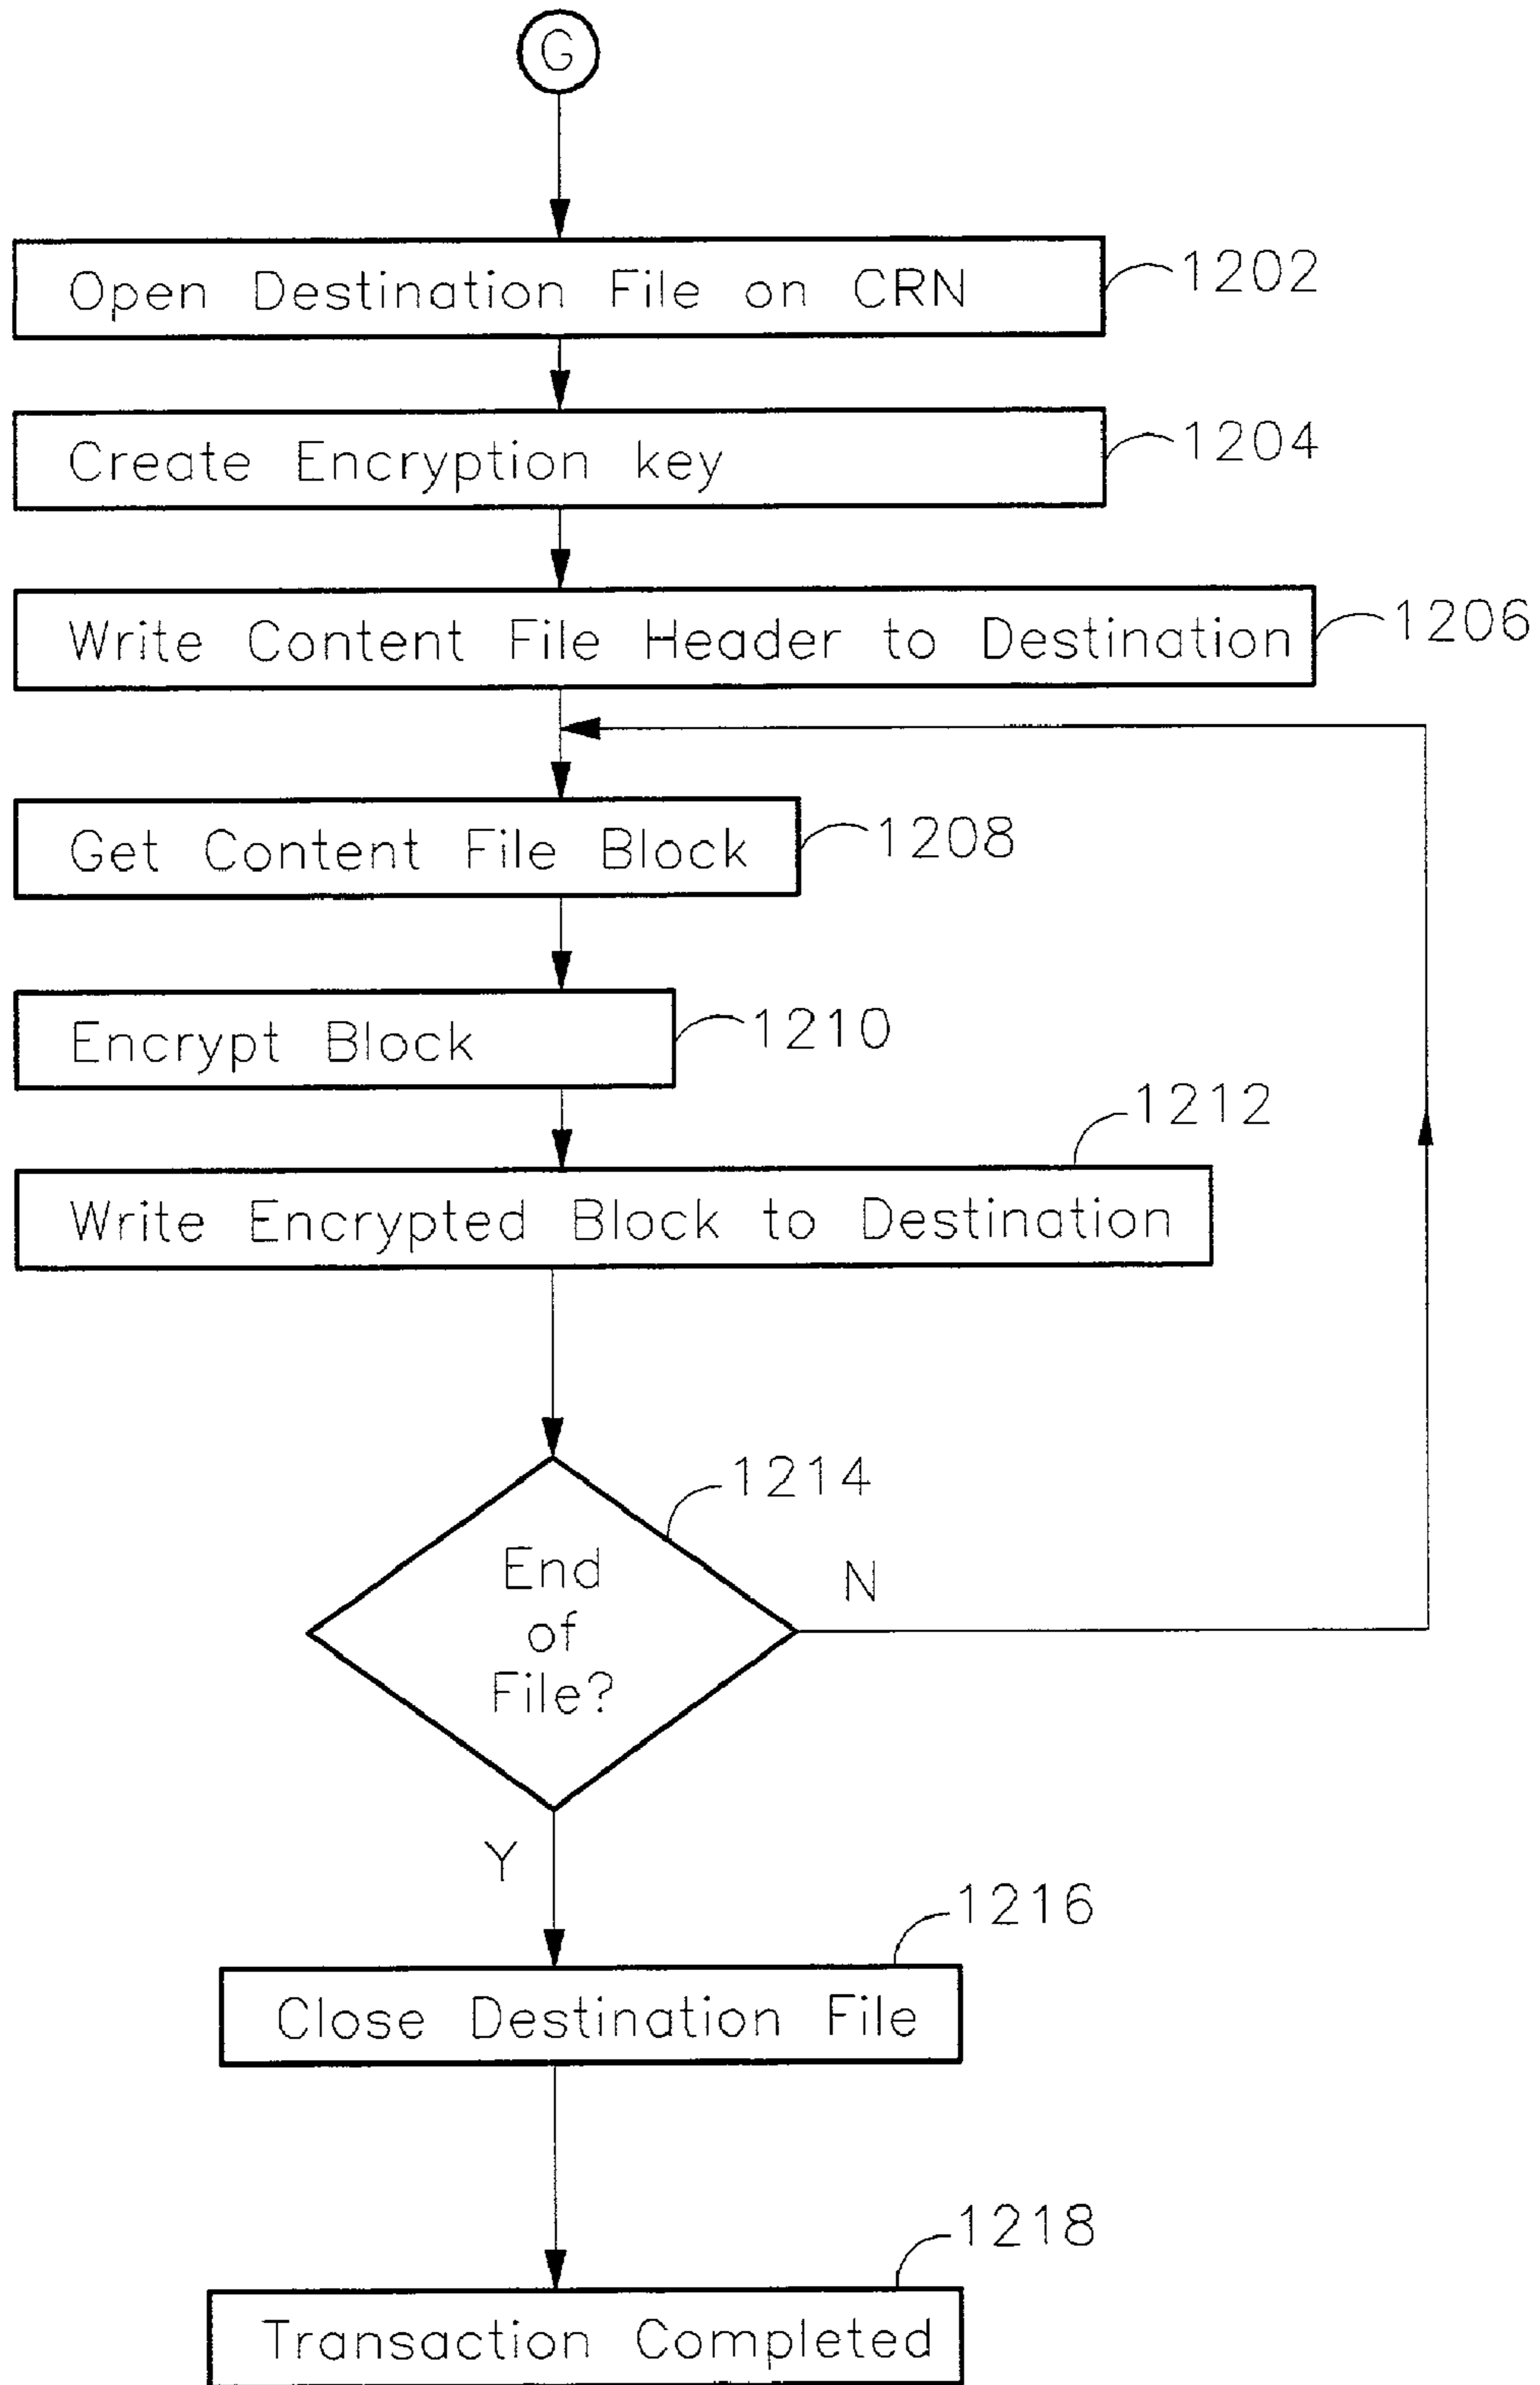 G
Open Destination File on CRN
1202
Create Encryption key
1204
Write Content File Header to Destination
1206
Get Content File Block
1208
Encrypt Block
1210
1212
Write Encrypted Block to Destination
1214
End
of
File?
N
Y
1216
Close Destination File
1218
Transaction Completed